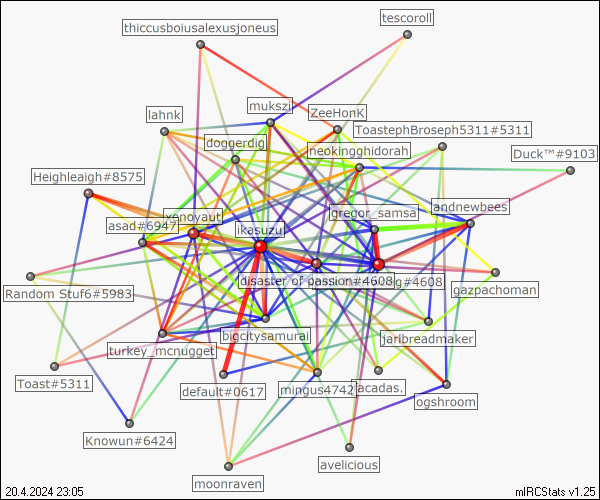 thiccusboiusalexusjoneus
tescoroll
lahnk
mukszi
ZeeHonK
ToastephBroseph5311#5311
doggerdig
neokingghidorah
Duck™#9103
Heighleaigh#8575
xenoyaut
asad#6947
ikasuzu
gregor_samsa
andnewbees
disaster of passion#4608
g#4608
gazpachoman
Random Stuf6#5983
bigcitysamurai
jarlbreadmaker
turkey_mcnugget
Toast#5311
default#0617
mingus4742
acadas.
ogshroom
Knowun#6424
avelicious
moonraven
20.4.2024 23:05
mIRCStats v1.25